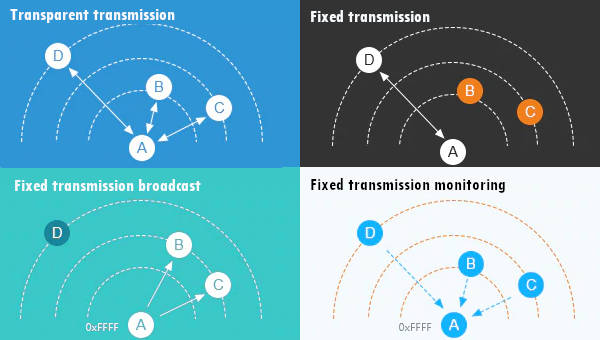 Transparent transmission
D
B
C
A
Fixed transmission
D
B
C
A
Fixed transmission broadcast
D
B
C
0xFFFF
A
Fixed transmission monitoring
D
B
C
0xFFFF
A